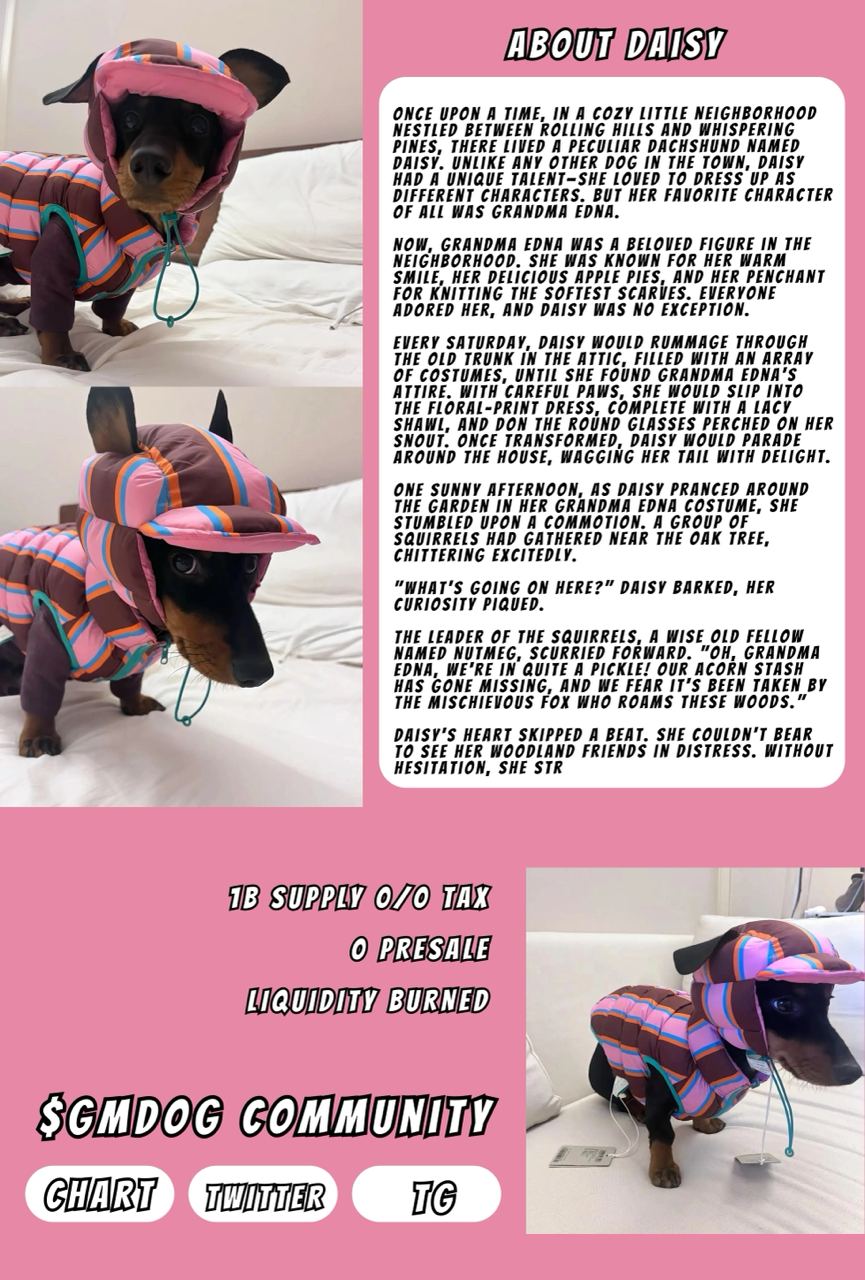 ABOUT DAISY
ONCE UPON A TIME, IN A COZY LITTLE NEIGHBORHOOD
NESTLED BETWEEN ROLLING HILLS AND WHISPERING
PINES, THERE LIVED A PECULIAR DACHSHUND NAMED
DAISY. UNLIKE ANY OTHER DOG IN THE TOWN, DAISY
HAD A UNIQUE TALENT—SHE LOVED TO DRESS UP AS
DIFFERENT CHARACTERS. BUT HER FAVORITE CHARACTER
OF ALL WAS GRANDMA EDNA.
NOW, GRANDMA EDNA WAS A BELOVED FIGURE IN THE
NEIGHBORHOOD. SHE WAS KNOWN FOR HER WARM
SMILE, HER DELICIOUS APPLE PIES, AND HER PENCHANT
FOR KNITTING THE SOFTEST SCARVES. EVERYONE
ADORED HER, AND DAISY WAS NO EXCEPTION.
EVERY SATURDAY, DAISY WOULD RUMMAGE THROUGH
THE OLD TRUNK IN THE ATTIC, FILLED WITH AN ARRAY
OF COSTUMES, UNTIL SHE FOUND GRANDMA EDNA'S
ATTIRE. WITH CAREFUL PAWS, SHE WOULD SLIP INTO
THE FLORAL-PRINT DRESS, COMPLETE WITH A LACY
SHAWL, AND DON THE ROUND GLASSES PERCHED ON HER
SNOUT. ONCE TRANSFORMED, DAISY WOULD PARADE
AROUND THE HOUSE, WAGGING HER TAIL WITH DELIGHT.
ONE SUNNY AFTERNOON, AS DAISY PRANCED AROUND
THE GARDEN IN HER GRANDMA EDNA COSTUME, SHE
STUMBLED UPON A COMMOTION. A GROUP OF
SQUIRRELS HAD GATHERED NEAR THE OAK TREE,
CHITTERING EXCITEDLY.
"WHAT'S GOING ON HERE?" DAISY BARKED, HER
CURIOSITY PIQUED.
THE LEADER OF THE SQUIRRELS, A WISE OLD FELLOW
NAMED NUTMEG, SCURRIED FORWARD. "OH, GRANDMA
EDNA, WE'RE IN QUITE A PICKLE! OUR ACORN STASH
HAS GONE MISSING, AND WE FEAR IT'S BEEN TAKEN BY
THE MISCHIEVOUS FOX WHO ROAMS THESE WOODS."
DAISY'S HEART SKIPPED A BEAT. SHE COULDN'T BEAR
TO SEE HER WOODLAND FRIENDS IN DISTRESS. WITHOUT
HESITATION, SHE STR
1B SUPPLY 0/0 TAX
0 PRESALE
LIQUIDITY BURNED
$GMDOG COMMUNITY
CHART
TWITTER
TG